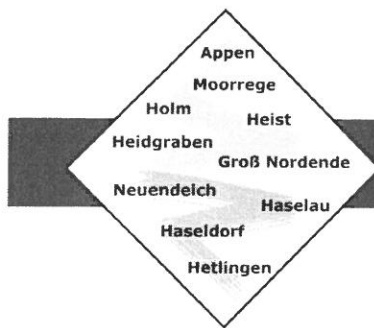 Appen
Moorrege
Holm
Heist
Heidgraben
Groß Nordende
Neuendeich
Haselau
Haseldorf
Hetlingen